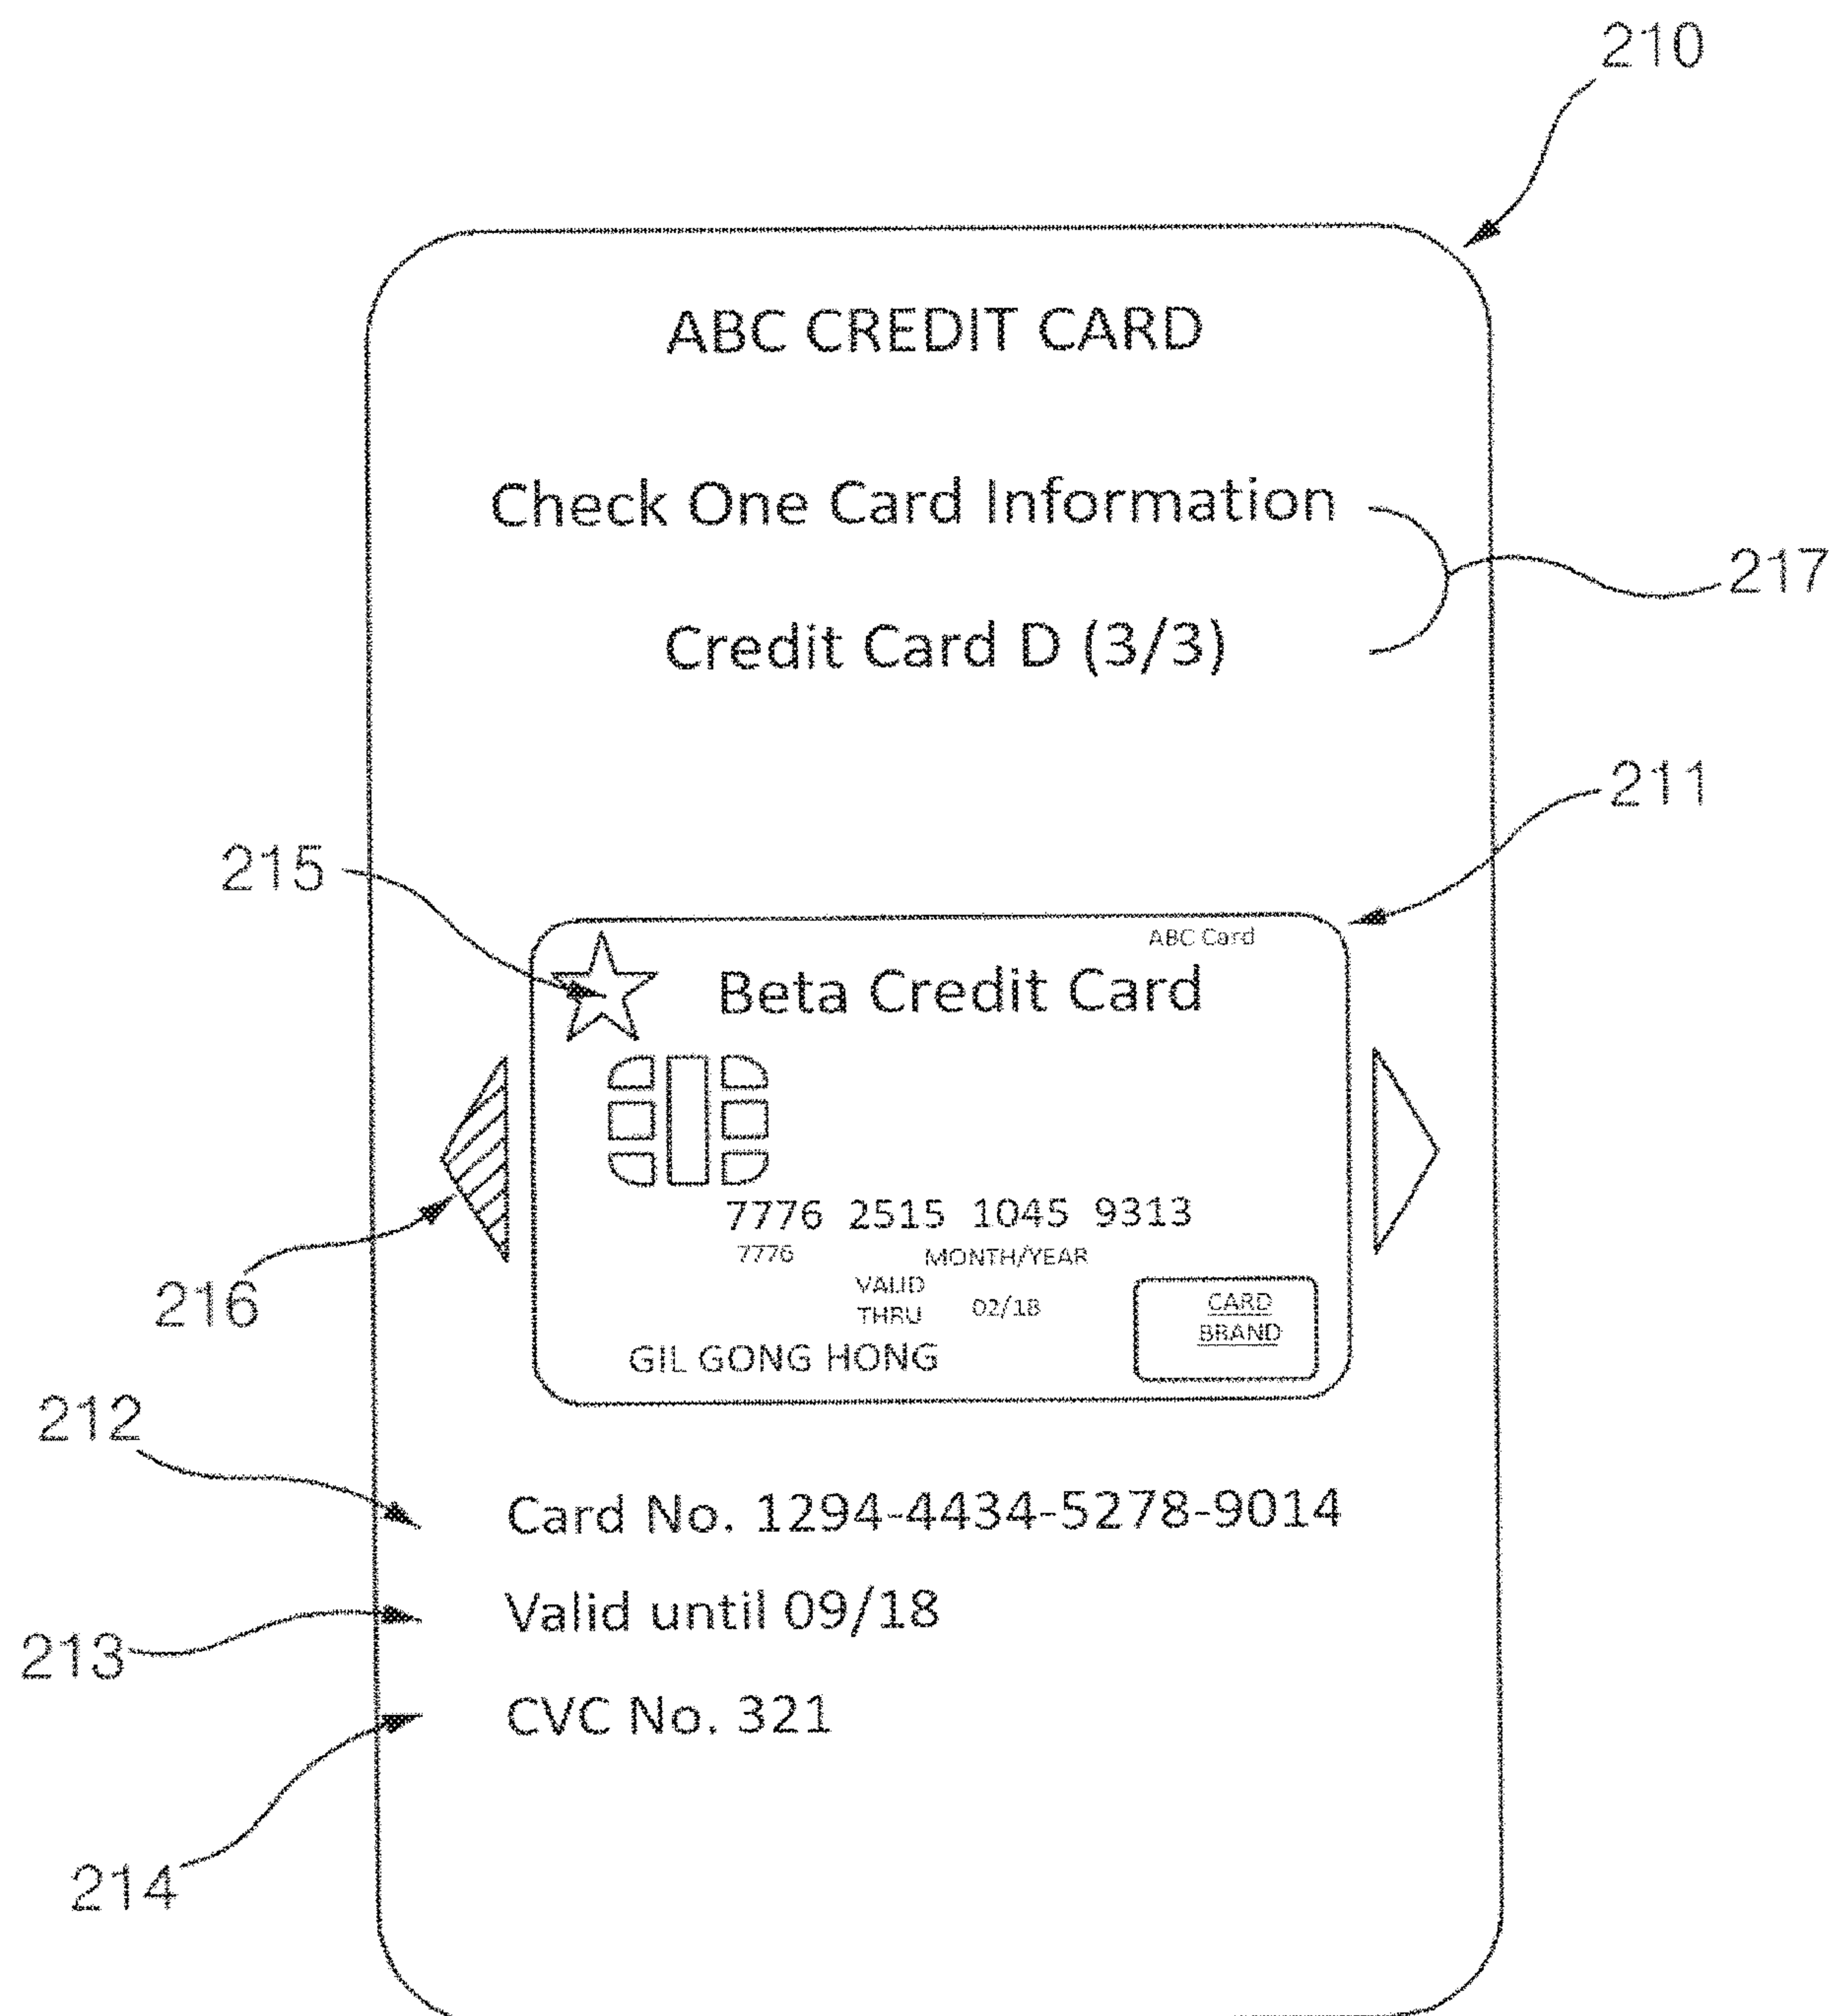 210
ABC CREDIT CARD
Check One Card Information
217
Credit Card D (3/3)
211
215
ABC Card
Beta Credit Card
7776 2515 1045 9313
7776 MONTH/YEAR
VALID
THRU 02/18
CARD
BRAND
GIL GONG HONG
216
212
Card No. 1294-4434-5278-9014
Valid until 09/18
213
CVC No. 321
214